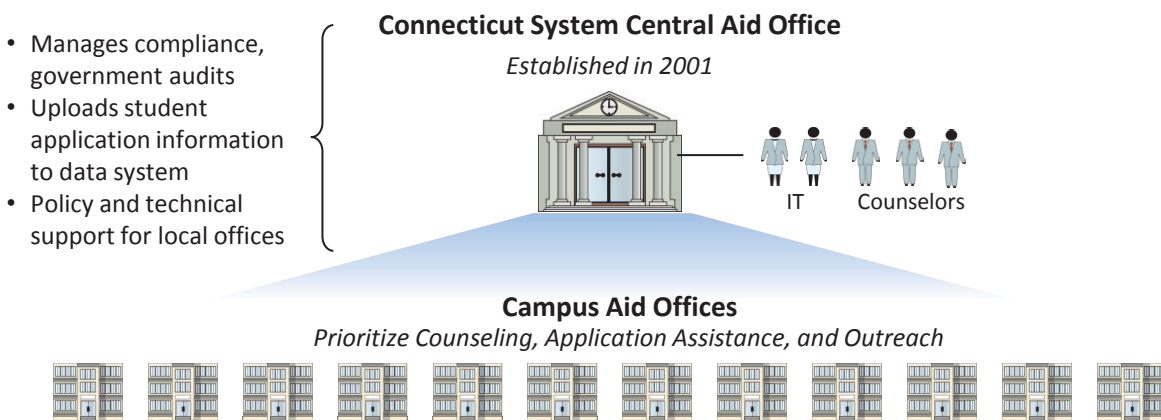 Connecticut System Central Aid Office
Established in 2001
• Manages compliance,
government audits
• Uploads student
application information
to data system
• Policy and technical
support for local offices
IT
Counselors
Campus Aid Offices
Prioritize Counseling, Application Assistance, and Outreach